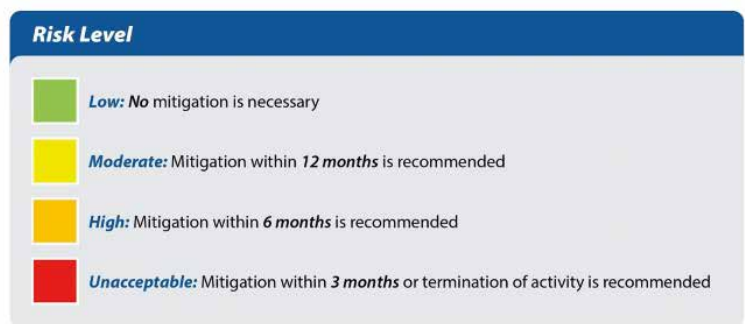 Risk Level
Low: No mitigation is necessary
Moderate: Mitigation within 12 months is recommended
High: Mitigation within 6 months is recommended
Unacceptable: Mitigation within 3 months or termination of activity is recommended